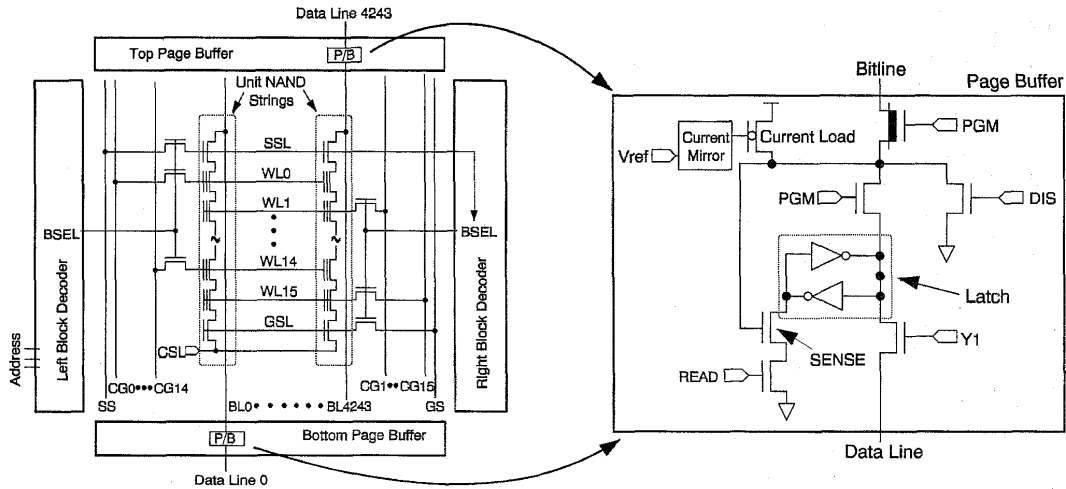 Data Line 4243
Top Page Buffer
P/B
Unit NAND
Strings
SSL
WL0
WL1
BSEL
BSEL
WL14
WL15
GSL
CSL
Address
Left Block Decoder
Right Block Decoder
CG0•••CG14
CG1••CG15
SS
BL0••••••BL4243
GS
P/B
Bottom Page Buffer
Data Line 0
Bitline
Page Buffer
PGM
Current
Mirror
Current Load
Vref
PGM
DIS
Latch
SENSE
Y1
READ
Data Line